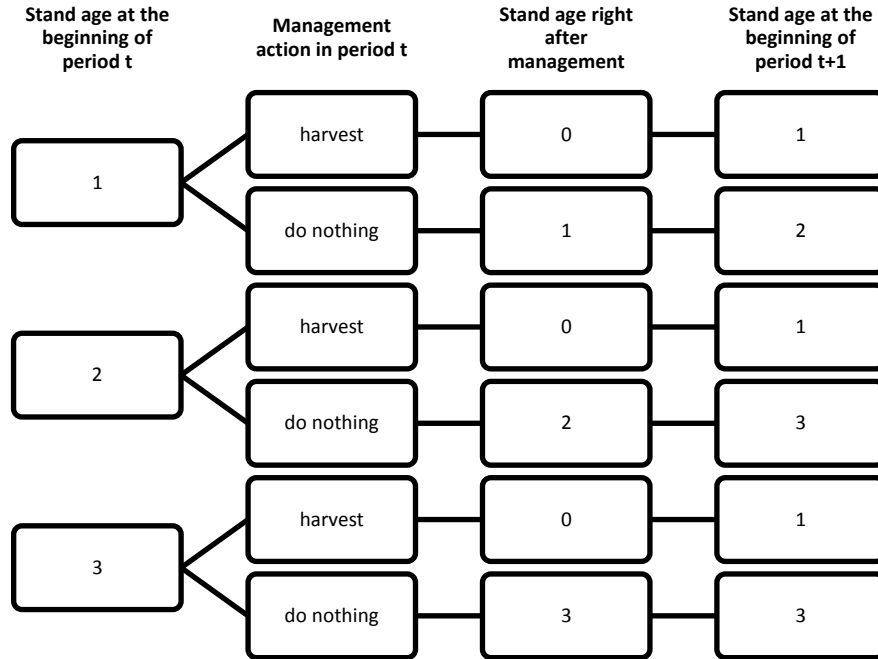 Stand age at the
beginning of
period t
Management
action in period t
Stand age right
after
management
Stand age at the
beginning of
period t+1
1
harvest
0
1
do nothing
1
2
2
harvest
0
1
do nothing
2
3
3
harvest
0
1
do nothing
3
3